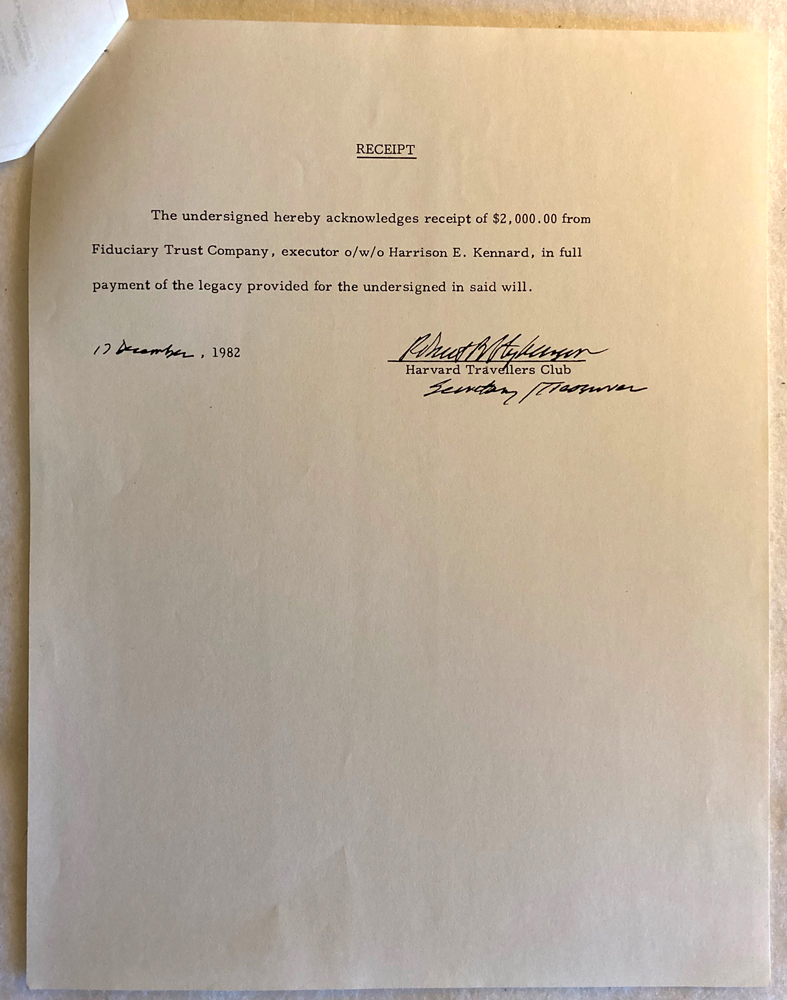 RECEIPT
The undersigned hereby acknowledges receipt of $2,000.00 from
Fiduciary Trust Company, executor o/w/o Harrison E. Kennard, in full
payment of the legacy provided for the undersigned in said will.
17 December, 1982
Robert
Harvard Travellers Club
Secretary/Treasurer